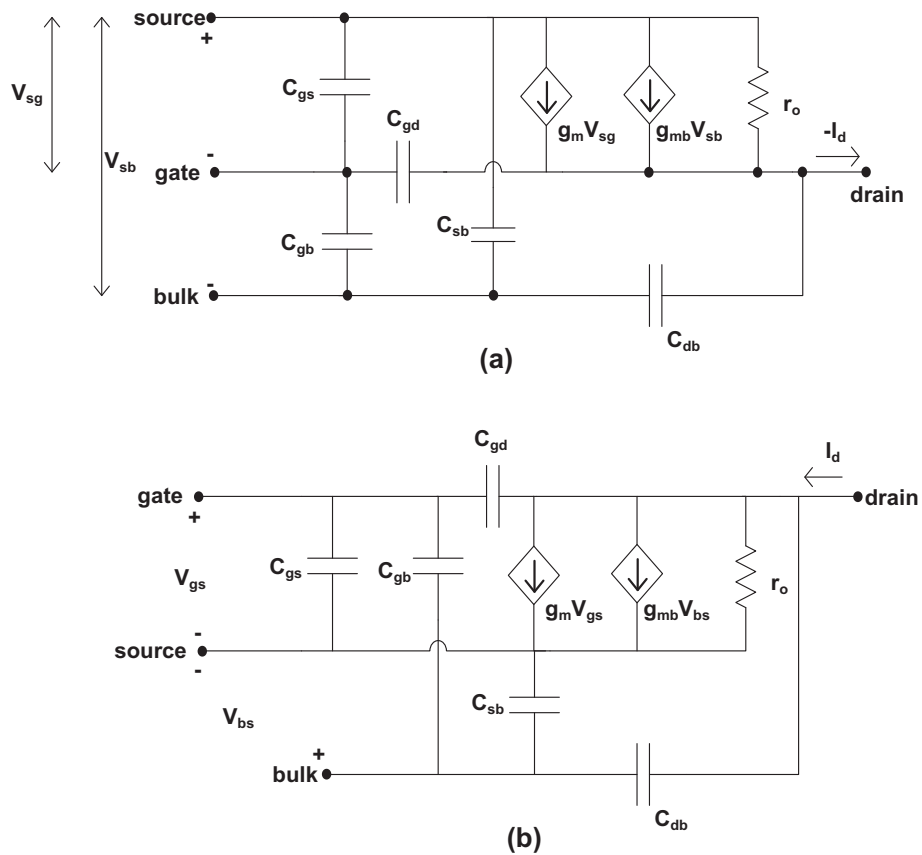 source
+
V_sg
V_sb
C_gs
C_gd
g_mV_sg
g_mbV_sb
r_o
-I_d
-
gate
drain
C_gb
C_sb
-
bulk
C_db
(a)
C_gd
I_d
gate
+
drain
V_gs
C_gs
C_gb
g_mV_gs
g_mbV_bs
r_o
-
source
-
C_sb
V_bs
+
bulk
C_db
(b)